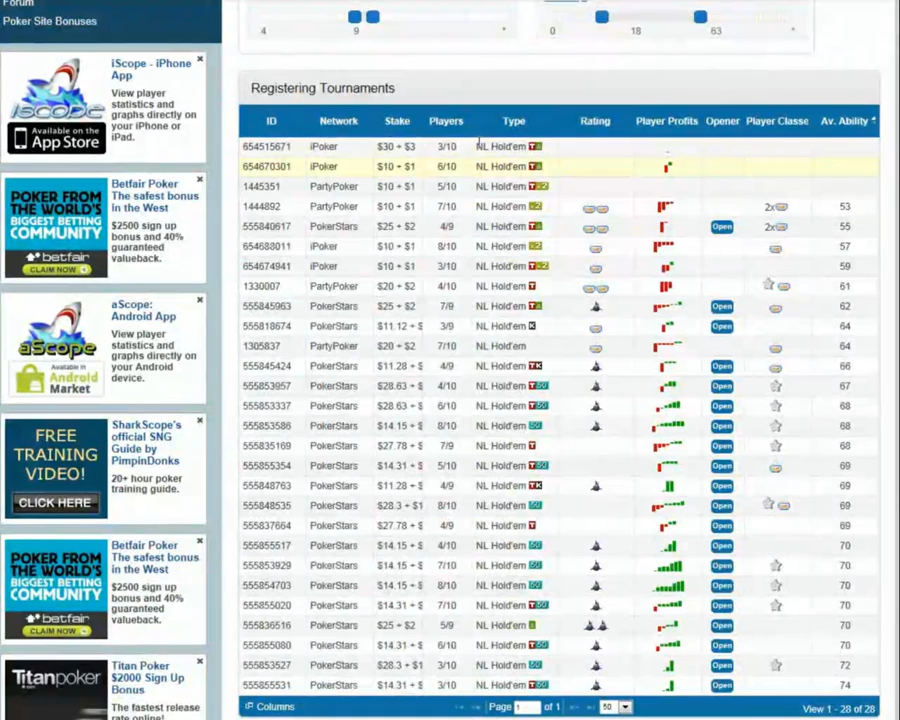 Forum
Poker Site Bonuses
iScope - iPhone App
View player
statistics and
graphs directly on
your iPhone or
iPad.
iscope
Available on the
App Store
Betfair Poker
The safest bonus
in the West
$2500 sign up
bonus and 40%
guaranteed
valueback.
POKER FROM
THE WORLD'S
BIGGEST BETTING
COMMUNITY
betfair
CLAIM NOW
aScope:
Android App
View player
statistics and
graphs directly on
your Android
device.
aScope
AVAILABLE IN
Android
Market
SharkScope's
official SNG
Guide by
PimpinDonks
20+ hour poker
training guide.
FREE
TRAINING
VIDEO!
CLICK HERE
Betfair Poker
The safest bonus
in the West
$2500 sign up
bonus and 40%
guaranteed
valueback.
POKER FROM
THE WORLD'S
BIGGEST BETTING
COMMUNITY
betfair
CLAIM NOW
Titan Poker
$2000 Sign Up
Bonus
The fastest release
rate online!
Titanpoker
4 9 0 18 63
Registering Tournaments
ID Network Stake Players Type Rating Player Profits Opener Player Classe Av. Ability
654515671 iPoker $30 + $3 3/10 NL Hold'em
654670301 iPoker $10 + $1 6/10 NL Hold'em
1445351 PartyPoker $10 + $1 5/10 NL Hold'em
1444892 PartyPoker $10 + $1 7/10 NL Hold'em 2x 53
555840617 PokerStars $25 + $2 4/9 NL Hold'em Open 2x 55
654688011 iPoker $10 + $1 8/10 NL Hold'em 57
654674941 iPoker $10 + $1 3/10 NL Hold'em 59
1330007 PartyPoker $20 + $2 4/10 NL Hold'em T 61
555845963 PokerStars $25 + $2 7/9 NL Hold'em Open 62
555818674 PokerStars $11.12 + $ 3/9 NL Hold'em K Open 64
1305837 PartyPoker $20 + $2 7/10 NL Hold'em 64
555845424 PokerStars $11.28 + $ 4/9 NL Hold'em T K Open 66
555853957 PokerStars $28.63 + $ 4/10 NL Hold'em T 50 Open 67
555853337 PokerStars $28.63 + $ 6/10 NL Hold'em T 50 Open 68
555853586 PokerStars $14.15 + $ 8/10 NL Hold'em 50 Open 68
555835169 PokerStars $27.78 + $ 7/9 NL Hold'em T Open 68
555855354 PokerStars $14.31 + $ 5/10 NL Hold'em T 50 Open 69
555848763 PokerStars $11.28 + $ 4/9 NL Hold'em T K Open 69
555848535 PokerStars $28.3 + $1 8/10 NL Hold'em 50 Open 69
555837664 PokerStars $27.78 + $ 4/9 NL Hold'em T Open 69
555855517 PokerStars $14.15 + $ 4/10 NL Hold'em 50 Open 70
555853929 PokerStars $14.15 + $ 7/10 NL Hold'em 50 Open 70
555854703 PokerStars $14.15 + $ 8/10 NL Hold'em 50 Open 70
555855020 PokerStars $14.31 + $ 7/10 NL Hold'em T 50 Open 70
555836516 PokerStars $25 + $2 5/9 NL Hold'em Open 70
555855080 PokerStars $14.31 + $ 6/10 NL Hold'em T 50 Open 70
555853527 PokerStars $28.3 + $1 3/10 NL Hold'em 50 Open 72
555855531 PokerStars $14.31 + $ 3/10 NL Hold'em T 50 Open 74
Columns Page 1 of 1 50 View 1 - 28 of 28